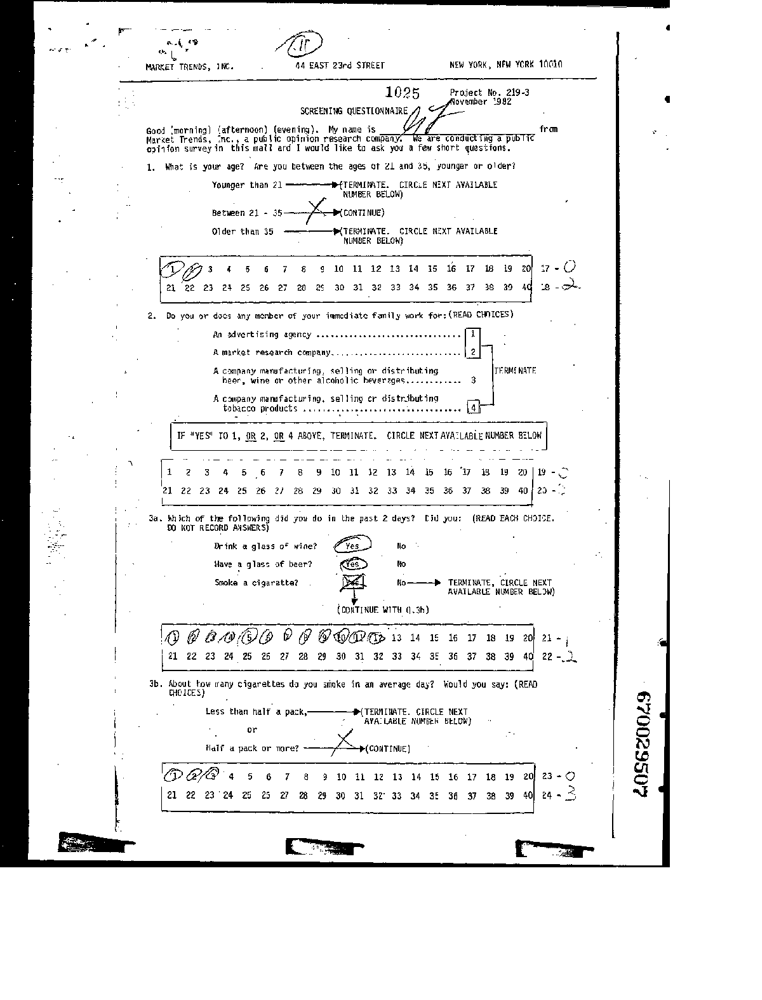 MARKET TRENDS, INC. 44 EAST 23rd STREET NEW YORK, NEW YORK 10010
1025 Project No. 219-3
November 1982
SCREENING QUESTIONNAIRE
Good (morning) (afternoon) (evening). My name is from
Market Trends, Inc., a public opinion research company. We are conducting a public
opinion survey in this mall and I would like to ask you a few short questions.
1. What is your age? Are you between the ages of 21 and 35, younger or older?
Younger than 21 (TERMINATE. CIRCLE NEXT AVAILABLE
NUMBER BELOW)
Between 21 - 35 (CONTINUE)
Older than 35 (TERMINATE. CIRCLE NEXT AVAILABLE
NUMBER BELOW)
1 2 3 4 5 6 7 8 9 10 11 12 13 14 15 16 17 18 19 20 17 - 0
21 22 23 24 25 26 27 28 29 30 31 32 33 34 35 36 37 38 39 40 18 - 2
2. Do you or does any member of your immediate family work for: (READ CHOICES)
An advertising agency .............................. 1
A market research company........................... 2
A company manufacturing, selling or distributing TERMINATE
beer, wine or other alcoholic beverages............ 3
A company manufacturing, selling or distributing
tobacco products ................................. 4
IF "YES" TO 1, OR 2, OR 4 ABOVE, TERMINATE. CIRCLE NEXT AVAILABLE NUMBER BELOW
1 2 3 4 5 6 7 8 9 10 11 12 13 14 15 16 17 18 19 20 19 - 0
21 22 23 24 25 26 27 28 29 30 31 32 33 34 35 36 37 38 39 40 20 -
3a. Which of the following did you do in the past 2 days? Did you: (READ EACH CHOICE.
DO NOT RECORD ANSWERS)
Drink a glass of wine? Yes No
Have a glass of beer? Yes No
Smoke a cigarette? Yes No TERMINATE, CIRCLE NEXT
AVAILABLE NUMBER BELOW)
(CONTINUE WITH Q.3b)
1 2 3 4 5 6 7 8 9 10 11 12 13 14 15 16 17 18 19 20 21 - 1
21 22 23 24 25 26 27 28 29 30 31 32 33 34 35 36 37 38 39 40 22 - 2
3b. About how many cigarettes do you smoke in an average day? Would you say: (READ
CHOICES)
Less than half a pack, (TERMINATE. CIRCLE NEXT
AVAILABLE NUMBER BELOW)
or
Half a pack or more? (CONTINUE)
1 2 3 4 5 6 7 8 9 10 11 12 13 14 15 16 17 18 19 20 23 - 0
21 22 23 24 25 26 27 28 29 30 31 32 33 34 35 36 37 38 39 40 24 - 3
670029507